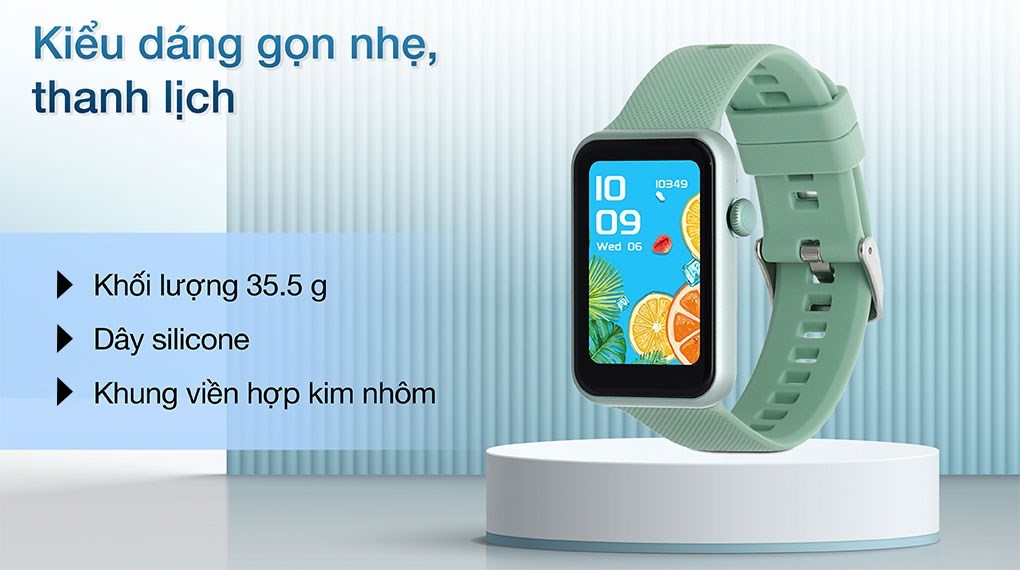 Kiểu dáng gọn nhẹ,
thanh lịch
10
10349
09
Wed 06
Khối lượng 35.5 g
Dây silicone
Khung viền hợp kim nhôm